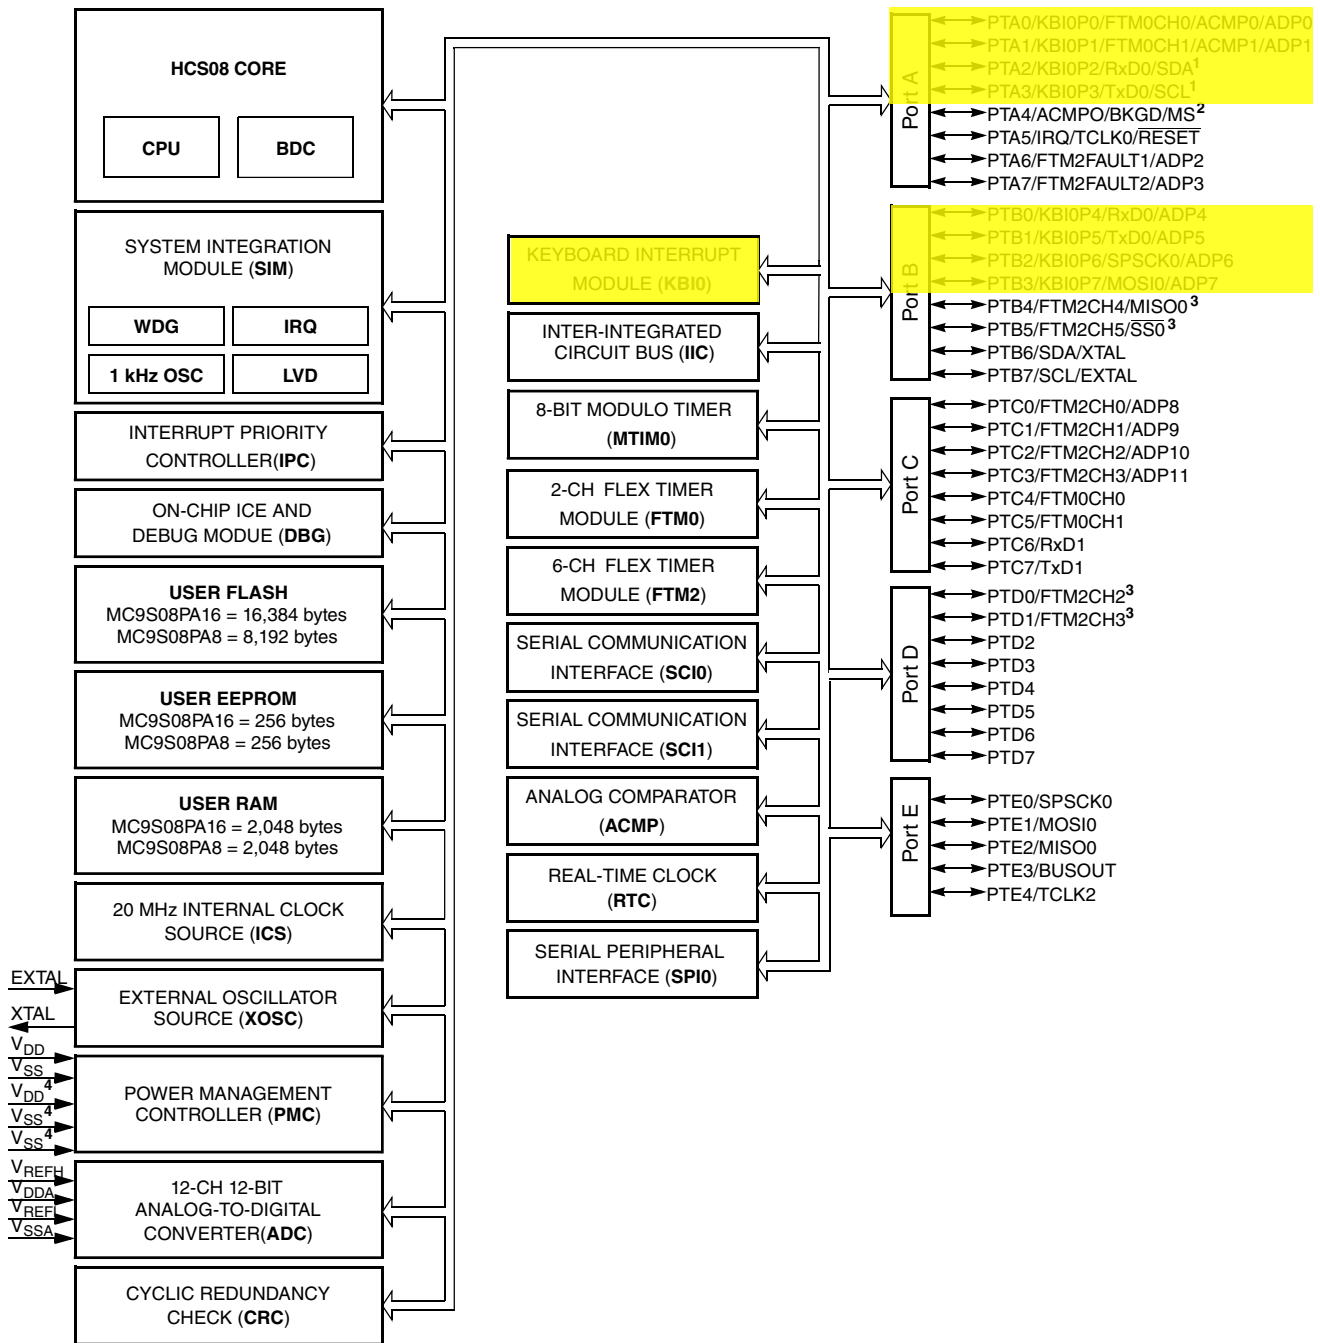 HCS08 CORE
CPU
BDC
SYSTEM INTEGRATION
MODULE (SIM)
WDG
IRQ
1 kHz OSC
LVD
INTERRUPT PRIORITY
CONTROLLER(IPC)
ON-CHIP ICE AND
DEBUG MODUE (DBG)
USER FLASH
MC9S08PA16 = 16,384 bytes
MC9S08PA8 = 8,192 bytes
USER EEPROM
MC9S08PA16 = 256 bytes
MC9S08PA8 = 256 bytes
USER RAM
MC9S08PA16 = 2,048 bytes
MC9S08PA8 = 2,048 bytes
20 MHz INTERNAL CLOCK
SOURCE (ICS)
EXTERNAL OSCILLATOR
SOURCE (XOSC)
POWER MANAGEMENT
CONTROLLER (PMC)
12-CH 12-BIT
ANALOG-TO-DIGITAL
CONVERTER(ADC)
CYCLIC REDUNDANCY
CHECK (CRC)
EXTAL
XTAL
VDD
VSS
VDD4
VSS4
VSS4
VREFH
VDDA
VREFL
VSSA
KEYBOARD INTERRUPT
MODULE (KBI0)
INTER-INTEGRATED
CIRCUIT BUS (IIC)
8-BIT MODULO TIMER
(MTIM0)
2-CH FLEX TIMER
MODULE (FTM0)
6-CH FLEX TIMER
MODULE (FTM2)
SERIAL COMMUNICATION
INTERFACE (SCI0)
SERIAL COMMUNICATION
INTERFACE (SCI1)
ANALOG COMPARATOR
(ACMP)
REAL-TIME CLOCK
(RTC)
SERIAL PERIPHERAL
INTERFACE (SPI0)
Port A
PTA0/KBI0P0/FTM0CH0/ACMP0/ADP0
PTA1/KBI0P1/FTM0CH1/ACMP1/ADP1
PTA2/KBI0P2/RxD0/SDA1
PTA3/KBI0P3/TxD0/SCL1
PTA4/ACMPO/BKGD/MS2
PTA5/IRQ/TCLK0/RESET
PTA6/FTM2FAULT1/ADP2
PTA7/FTM2FAULT2/ADP3
Port B
PTB0/KBI0P4/RxD0/ADP4
PTB1/KBI0P5/TxD0/ADP5
PTB2/KBI0P6/SPSCK0/ADP6
PTB3/KBI0P7/MOSI0/ADP7
PTB4/FTM2CH4/MISO03
PTB5/FTM2CH5/SS03
PTB6/SDA/XTAL
PTB7/SCL/EXTAL
Port C
PTC0/FTM2CH0/ADP8
PTC1/FTM2CH1/ADP9
PTC2/FTM2CH2/ADP10
PTC3/FTM2CH3/ADP11
PTC4/FTM0CH0
PTC5/FTM0CH1
PTC6/RxD1
PTC7/TxD1
Port D
PTD0/FTM2CH23
PTD1/FTM2CH33
PTD2
PTD3
PTD4
PTD5
PTD6
PTD7
Port E
PTE0/SPSCK0
PTE1/MOSI0
PTE2/MISO0
PTE3/BUSOUT
PTE4/TCLK2